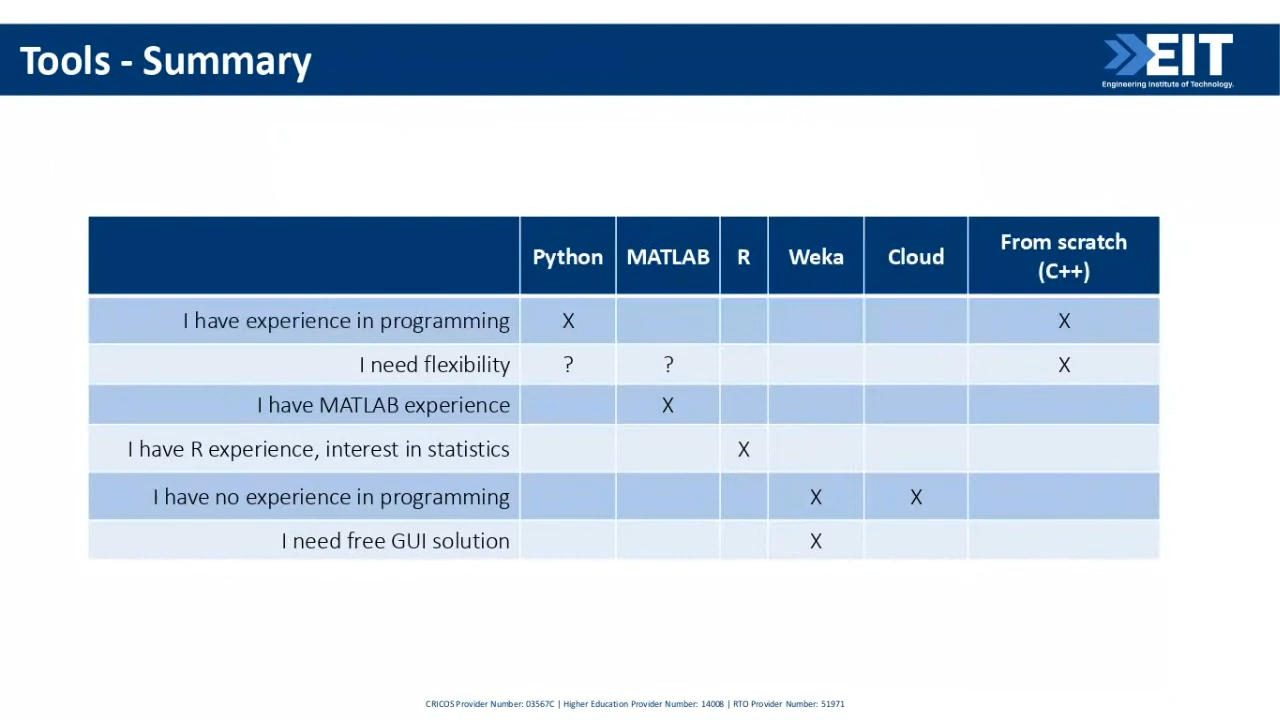 Tools - Summary
EIT
Engineering Institute of Technology.
Python MATLAB R Weka Cloud From scratch
(C++)
I have experience in programming X X
I need flexibility ? ? X
I have MATLAB experience X
I have R experience, interest in statistics X
I have no experience in programming X X
I need free GUI solution X
CRICOS Provider Number: 03567C | Higher Education Provider Number: 14008 | RTO Provider Number: 51971